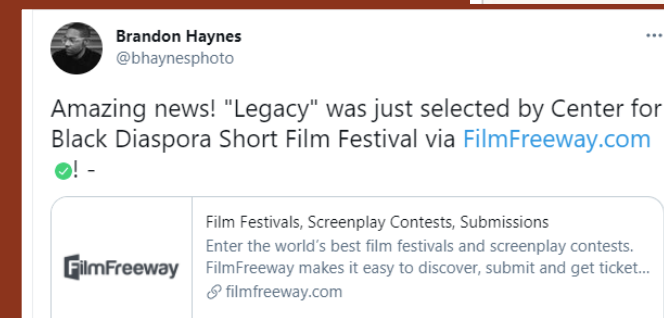 Brandon Haynes
@bhaynesphoto
Amazing news! "Legacy" was just selected by Center for
Black Diaspora Short Film Festival via FilmFreeway.com
✅! -
Film Festivals, Screenplay Contests, Submissions
Enter the world's best film festivals and screenplay contests.
FilmFreeway
FilmFreeway makes it easy to discover, submit and get ticket...
filmfreeway.com